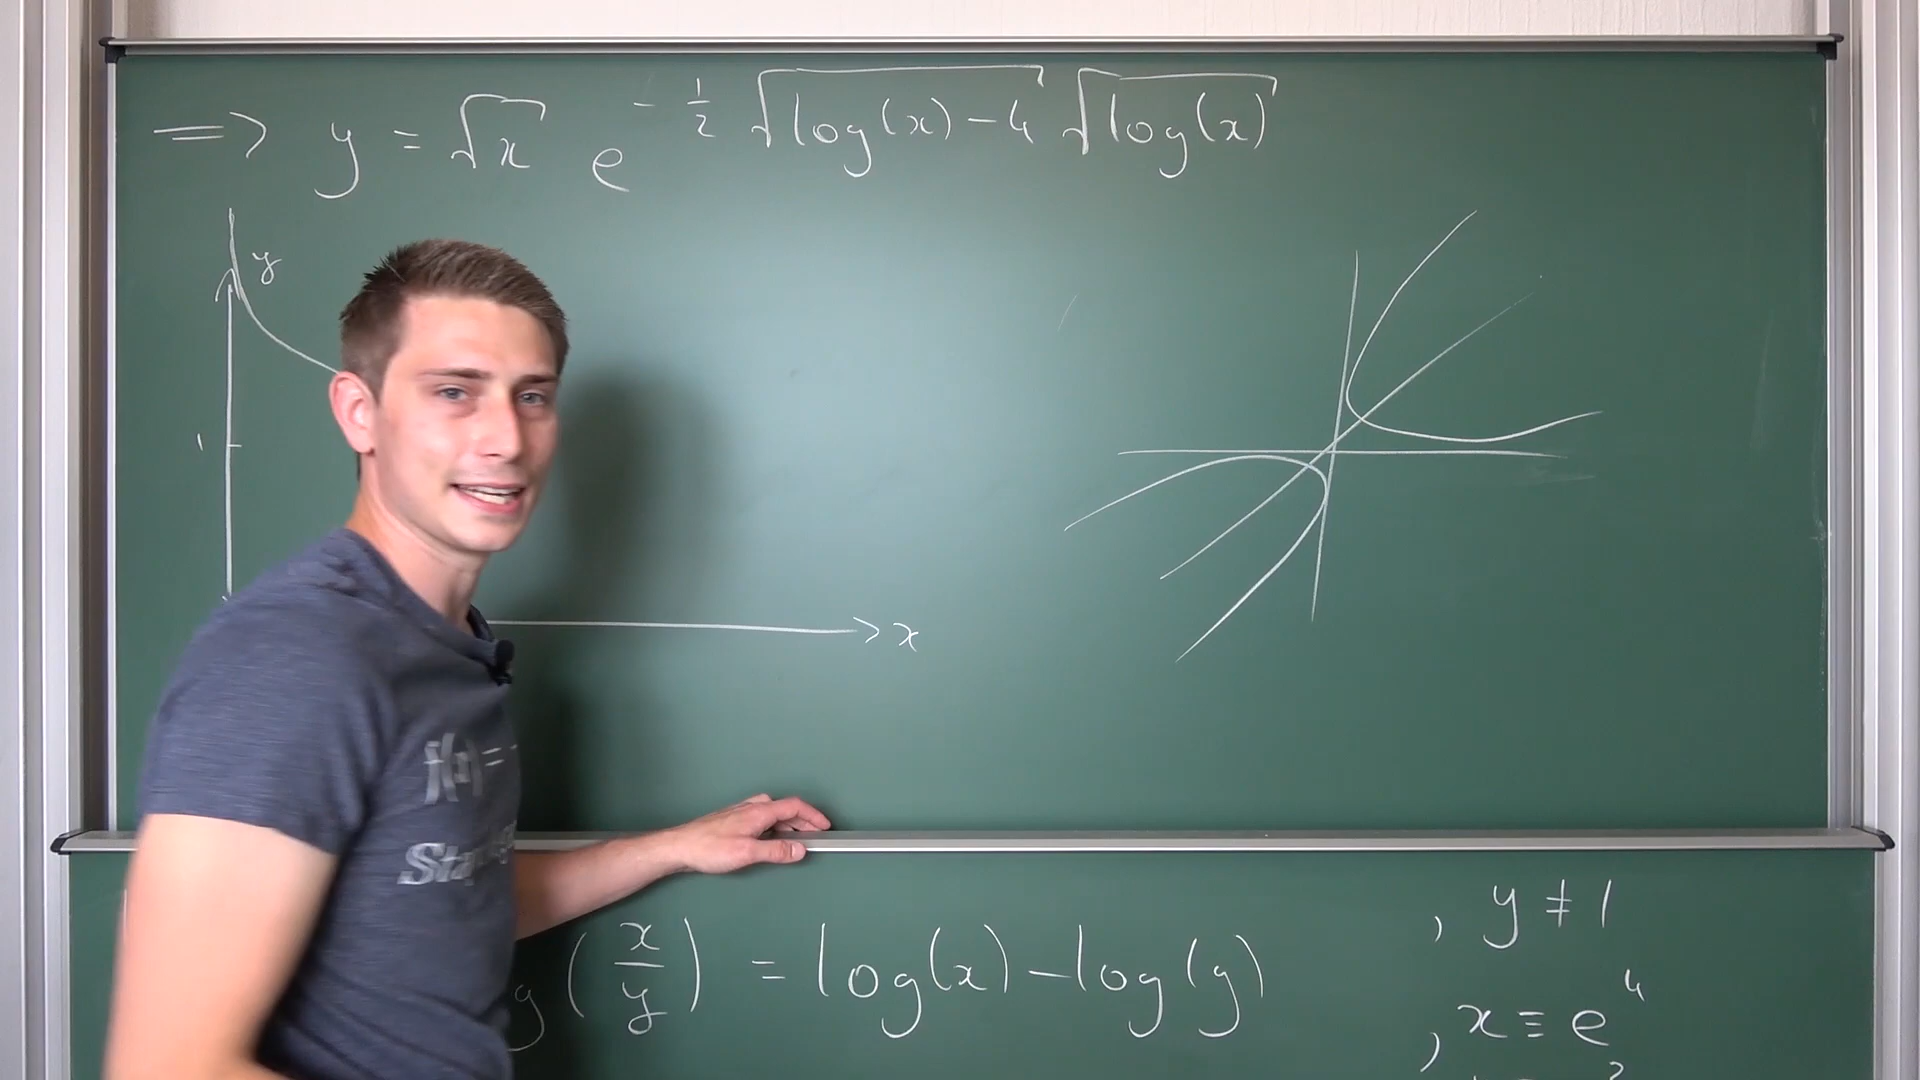 => y = √x e^(-1/2 √(log(x)-4) √(log(x)))
y
1
x
f(x) =
g(x/y) = log(x) - log(y)
, y ≠ 1
, x ≡ e^4